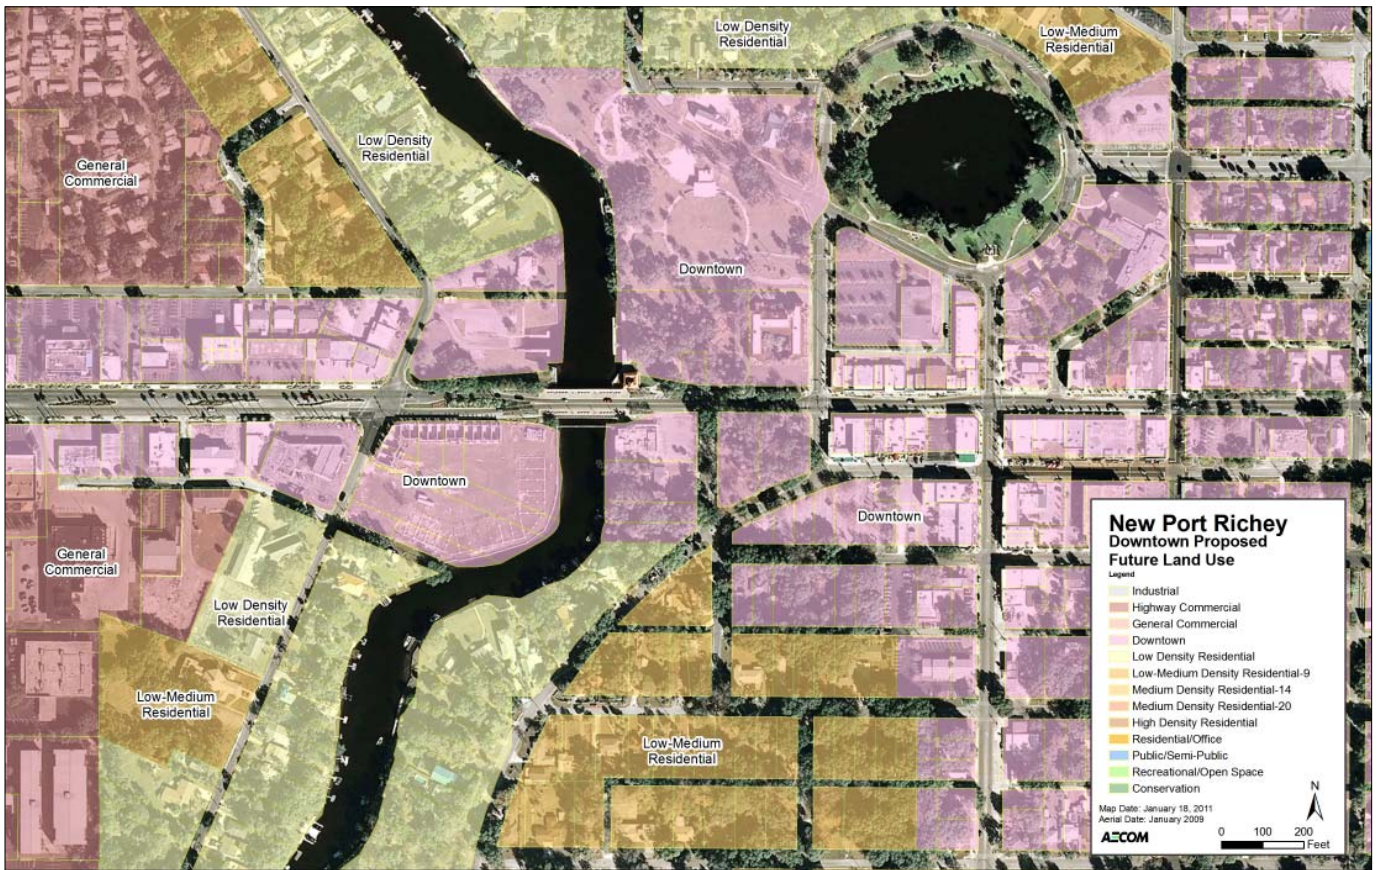 Low Density
Residential
Low-Medium
Residential
General
Commercial
Low Density
Residential
Downtown
Downtown
Downtown
General
Commercial
Low Density
Residential
Low-Medium
Residential
Low-Medium
Residential
New Port Richey
Downtown Proposed
Future Land Use
Legend
Industrial
Highway Commercial
General Commercial
Downtown
Low Density Residential
Low-Medium Density Residential-9
Medium Density Residential-14
Medium Density Residential-20
High Density Residential
Residential/Office
Public/Semi-Public
Recreational/Open Space
Conservation
Map Date: January 18, 2011
Aerial Date: January 2009
AECOM
N
0 100 200
Feet